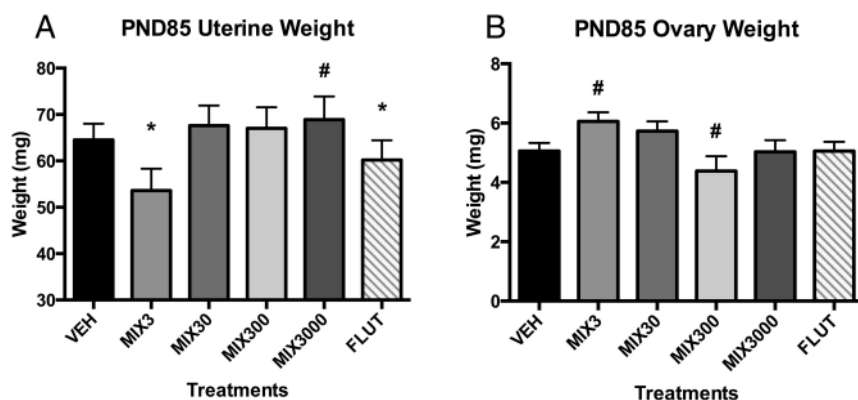 A
PND85 Uterine Weight
Weight (mg)
80
70
60
50
40
30
*
#
*
VEH
MIX3
MIX30
MIX300
MIX3000
FLUT
Treatments
B
PND85 Ovary Weight
Weight (mg)
8
6
4
2
0
#
#
VEH
MIX3
MIX30
MIX300
MIX3000
FLUT
Treatments